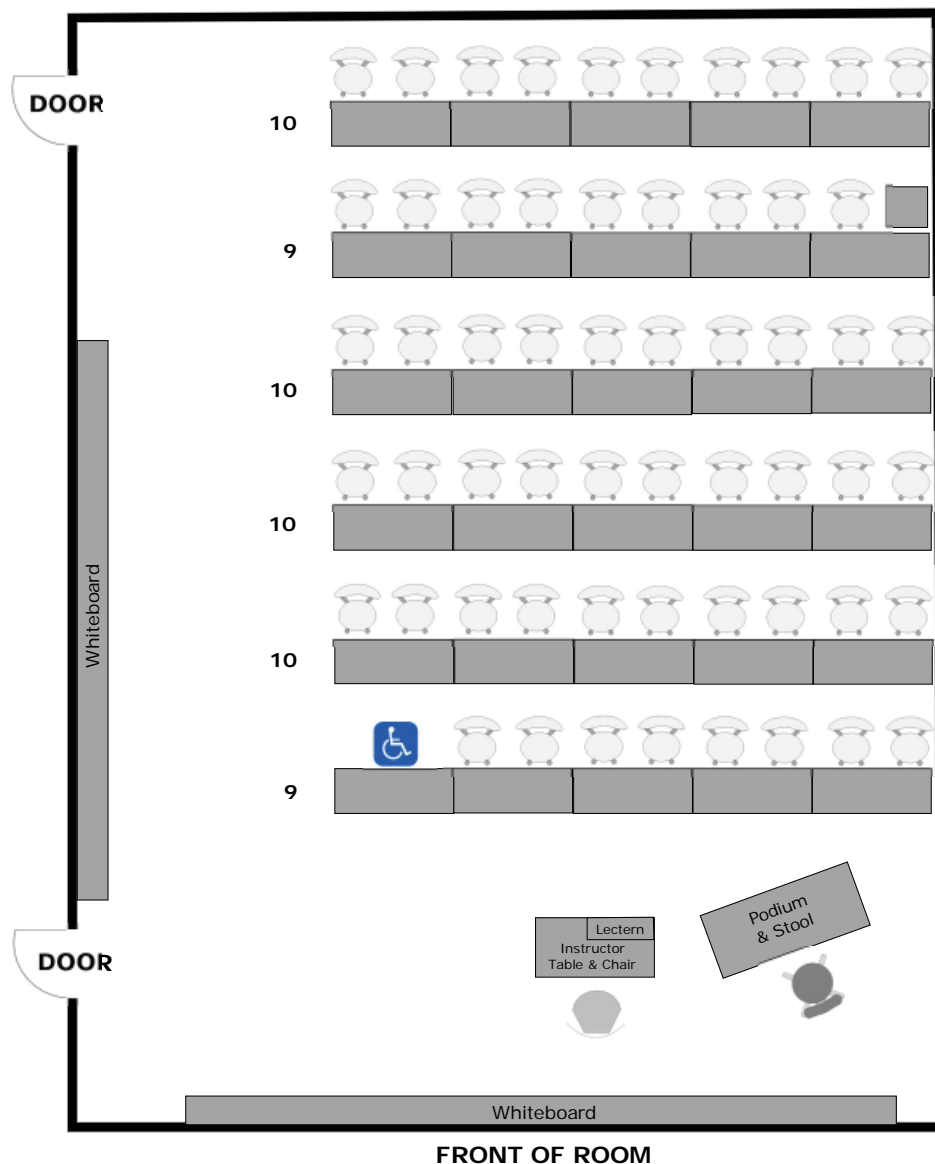 DOOR
10
9
10
Whiteboard
10
10
9
Podium
& Stool
Lectern
Instructor
Table & Chair
DOOR
Whiteboard
FRONT OF ROOM